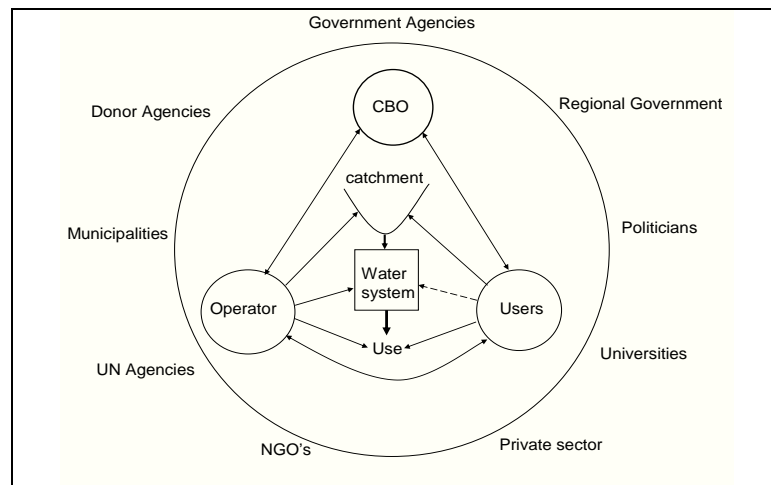 Government Agencies
Donor Agencies
CBO
Regional Government
catchment
Municipalities
Politicians
Water
system
Operator
Users
Use
UN Agencies
Universities
NGO's
Private sector